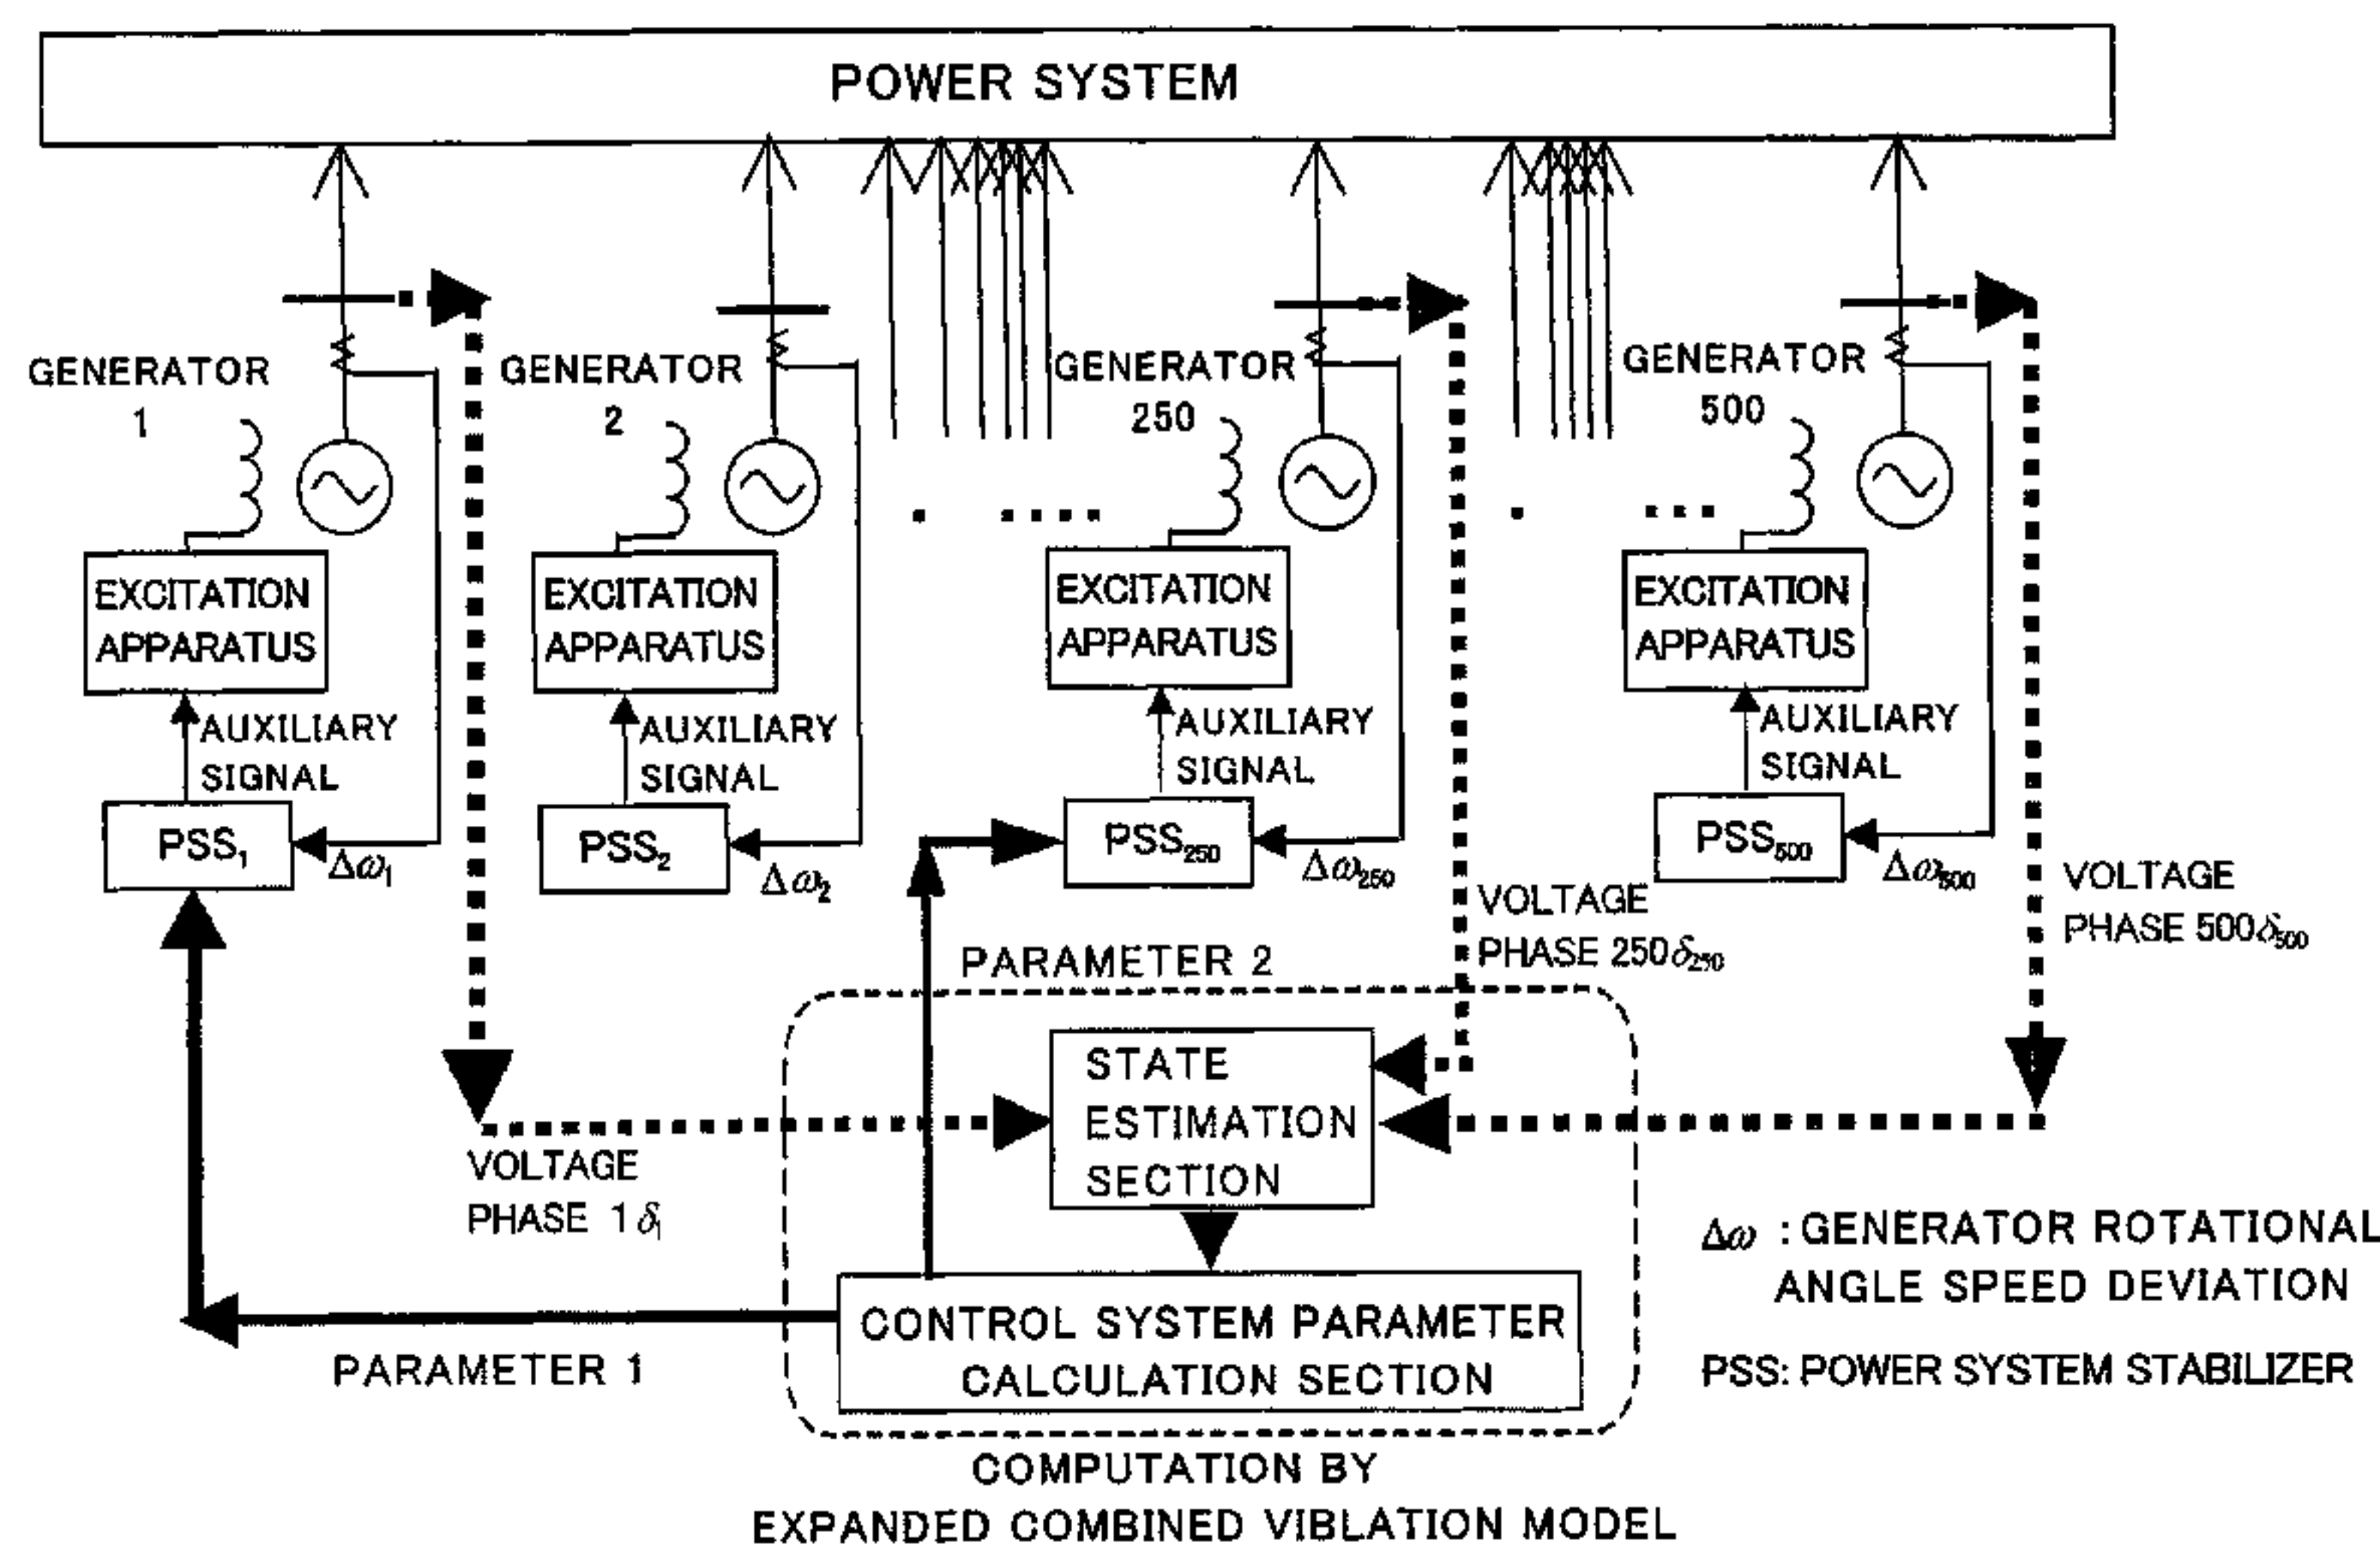 POWER SYSTEM
GENERATOR
1
GENERATOR
2
GENERATOR
250
GENERATOR
500
EXCITATION
APPARATUS
EXCITATION
APPARATUS
EXCITATION
APPARATUS
EXCITATION
APPARATUS
AUXILIARY
SIGNAL
AUXILIARY
SIGNAL
AUXILIARY
SIGNAL
AUXILIARY
SIGNAL
PSS₁
Δω₁
PSS₂
Δω₂
PSS₂₅₀
Δω₂₅₀
PSS₅₀₀
Δω₅₀₀
VOLTAGE
PHASE 250δ₂₅₀
VOLTAGE
PHASE 500δ₅₀₀
PARAMETER 2
STATE
ESTIMATION
SECTION
VOLTAGE
PHASE 1δ₁
CONTROL SYSTEM PARAMETER
CALCULATION SECTION
PARAMETER 1
Δω : GENERATOR ROTATIONAL
ANGLE SPEED DEVIATION
PSS: POWER SYSTEM STABILIZER
COMPUTATION BY
EXPANDED COMBINED VIBLATION MODEL